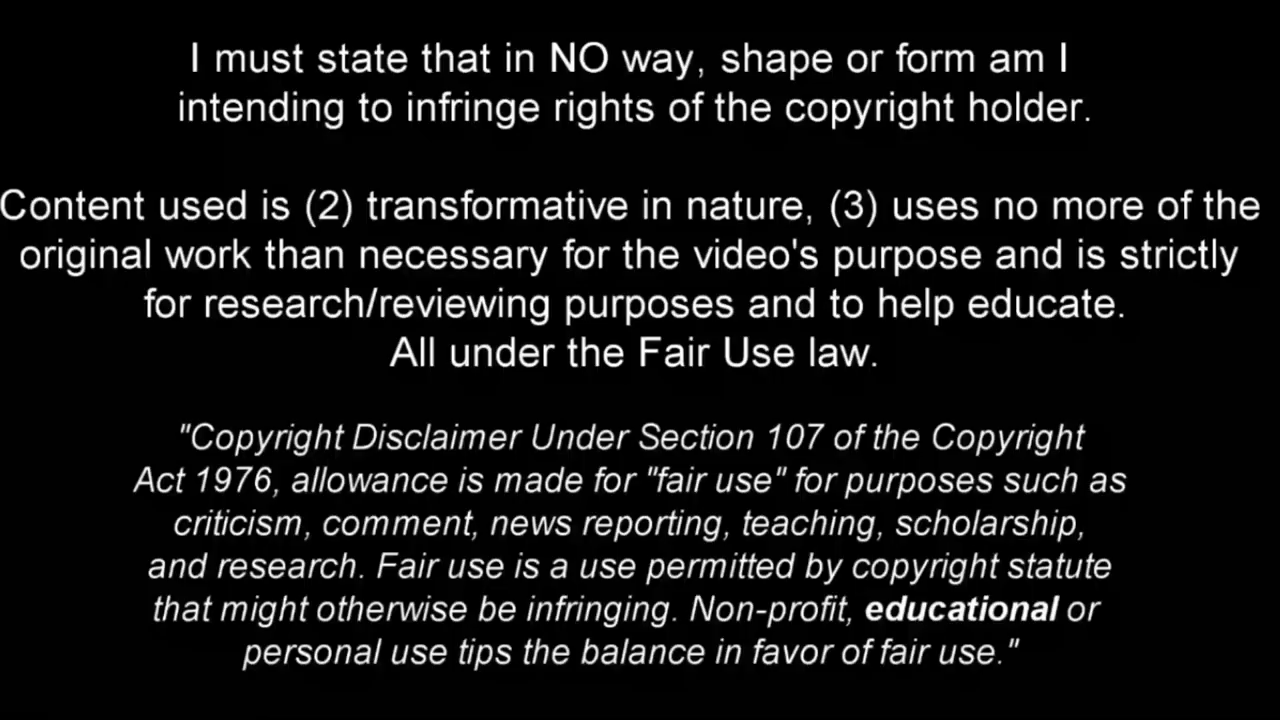 I must state that in NO way, shape or form am I
intending to infringe rights of the copyright holder.
Content used is (2) transformative in nature, (3) uses no more of the
original work than necessary for the video's purpose and is strictly
for research/reviewing purposes and to help educate.
All under the Fair Use law.
"Copyright Disclaimer Under Section 107 of the Copyright
Act 1976, allowance is made for "fair use" for purposes such as
criticism, comment, news reporting, teaching, scholarship,
and research. Fair use is a use permitted by copyright statute
that might otherwise be infringing. Non-profit, educational or
personal use tips the balance in favor of fair use."